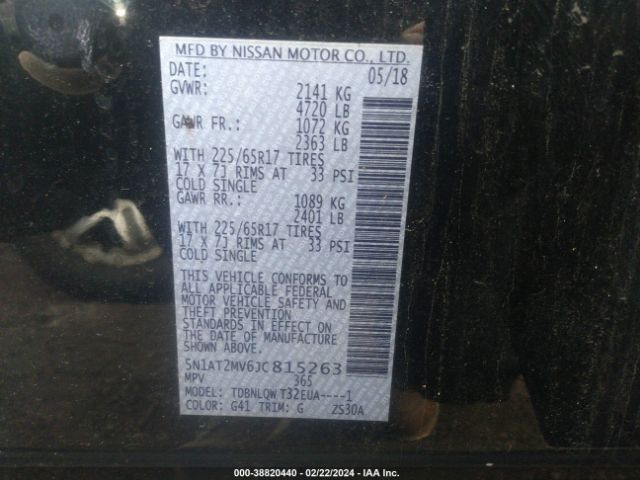 MFD BY NISSAN MOTOR CO., LTD.
DATE: 05/18
GVWR: 2141 KG
4720 LB
GAWR FR.: 1072 KG
2363 LB
WITH 225/65R17 TIRES
17 X 7J RIMS AT 33 PSI
COLD SINGLE
GAWR RR.: 1089 KG
2401 LB
WITH 225/65R17 TIRES
17 X 7J RIMS AT 33 PSI
COLD SINGLE
THIS VEHICLE CONFORMS TO
ALL APPLICABLE FEDERAL
MOTOR VEHICLE SAFETY AND
THEFT PREVENTION
STANDARDS IN EFFECT ON
THE DATE OF MANUFACTURE
SHOWN ABOVE.
5N1AT2MV6JC815263
MPV 365
MODEL: TDBNLQW T32EUA----1
COLOR: G41 TRIM: G ZS30A
000-38820440 - 02/22/2024 - IAA Inc.